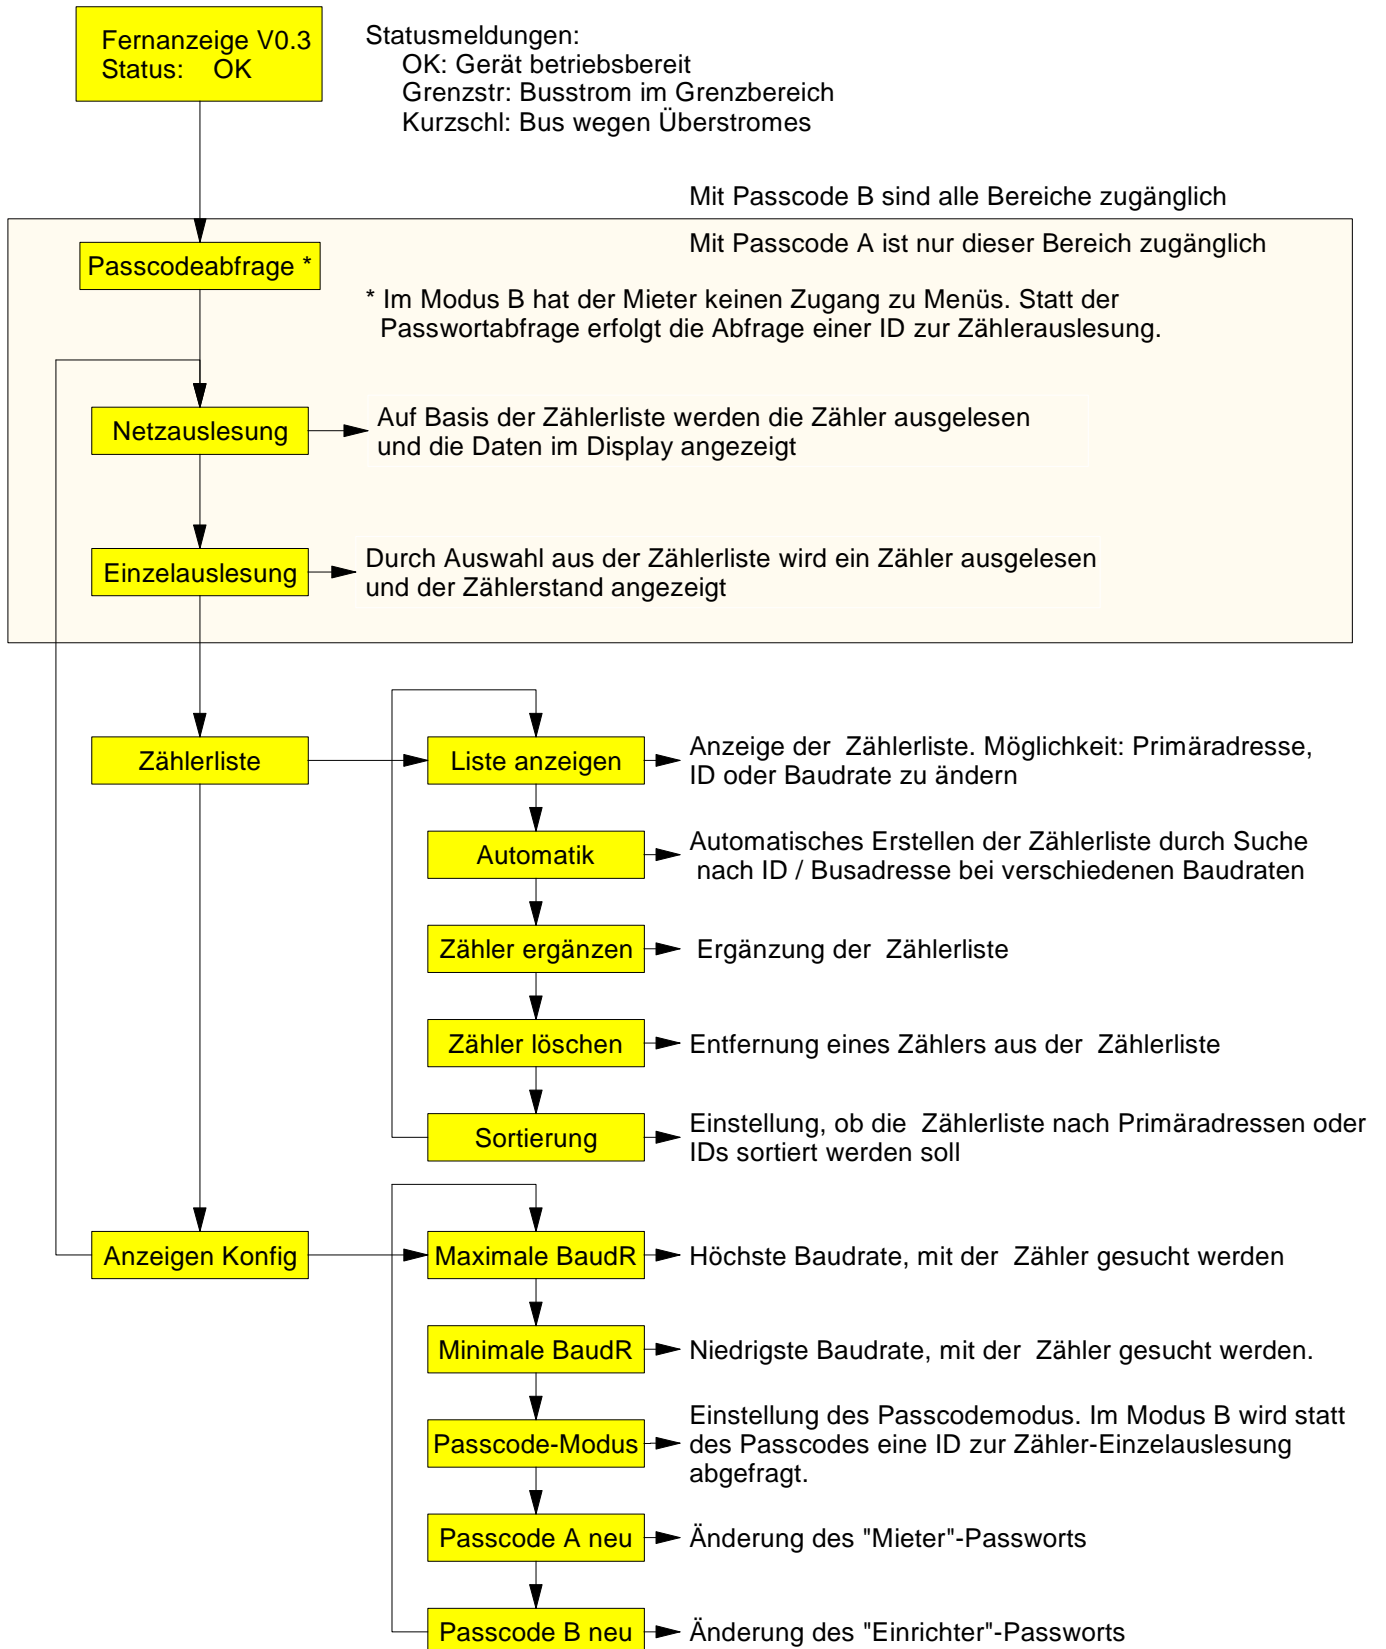 Fernanzeige V0.3
Status: OK
Statusmeldungen:
OK: Gerät betriebsbereit
Grenzstr: Busstrom im Grenzbereich
Kurzschl: Bus wegen Überstromes
Mit Passcode B sind alle Bereiche zugänglich
Mit Passcode A ist nur dieser Bereich zugänglich
Passcodeabfrage *
* Im Modus B hat der Mieter keinen Zugang zu Menüs. Statt der
Passwortabfrage erfolgt die Abfrage einer ID zur Zählerauslesung.
Netzauslesung
Auf Basis der Zählerliste werden die Zähler ausgelesen
und die Daten im Display angezeigt
Einzelauslesung
Durch Auswahl aus der Zählerliste wird ein Zähler ausgelesen
und der Zählerstand angezeigt
Zählerliste
Liste anzeigen
Anzeige der Zählerliste. Möglichkeit: Primäradresse,
ID oder Baudrate zu ändern
Automatik
Automatisches Erstellen der Zählerliste durch Suche
nach ID / Busadresse bei verschiedenen Baudraten
Zähler ergänzen
Ergänzung der Zählerliste
Zähler löschen
Entfernung eines Zählers aus der Zählerliste
Sortierung
Einstellung, ob die Zählerliste nach Primäradressen oder
IDs sortiert werden soll
Anzeigen Konfig
Maximale BaudR
Höchste Baudrate, mit der Zähler gesucht werden
Minimale BaudR
Niedrigste Baudrate, mit der Zähler gesucht werden.
Passcode-Modus
Einstellung des Passcodemodus. Im Modus B wird statt
des Passcodes eine ID zur Zähler-Einzelauslesung
abgefragt.
Passcode A neu
Änderung des "Mieter"-Passworts
Passcode B neu
Änderung des "Einrichter"-Passworts